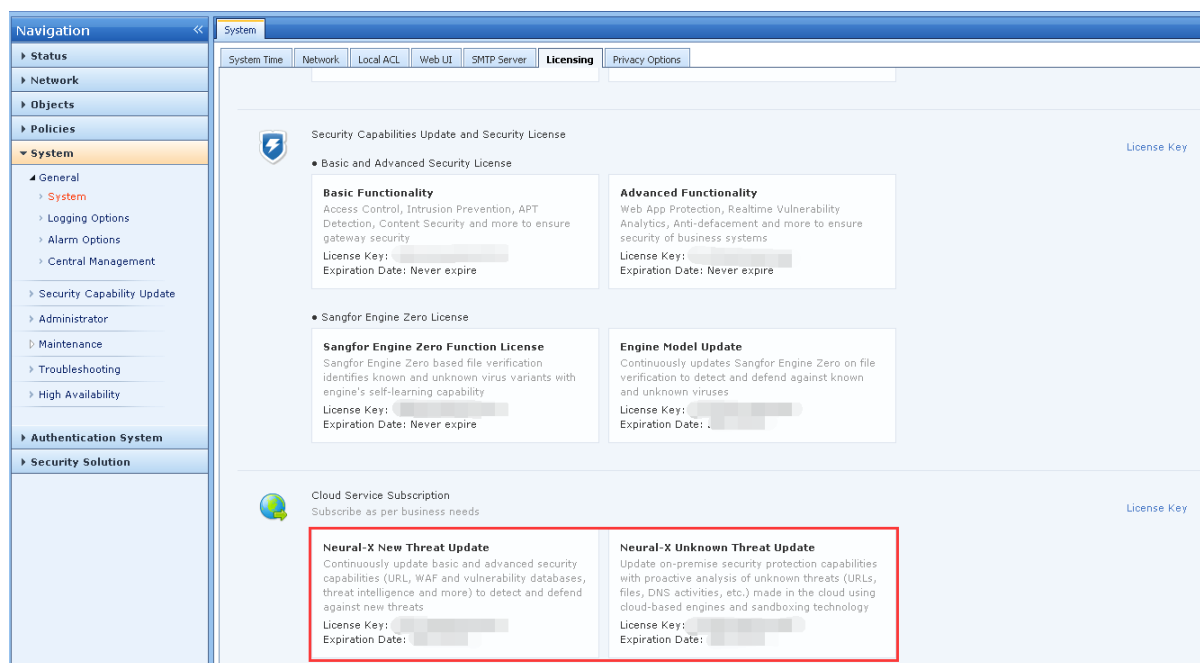 Navigation
Status
Network
Objects
Policies
System
General
System
Logging Options
Alarm Options
Central Management
Security Capability Update
Administrator
Maintenance
Troubleshooting
High Availability
Authentication System
Security Solution
System
System Time Network Local ACL Web UI SMTP Server Licensing Privacy Options
Security Capabilities Update and Security License
License Key
• Basic and Advanced Security License
Basic Functionality
Access Control, Intrusion Prevention, APT
Detection, Content Security and more to ensure
gateway security
License Key:
Expiration Date: Never expire
Advanced Functionality
Web App Protection, Realtime Vulnerability
Analytics, Anti-defacement and more to ensure
security of business systems
License Key:
Expiration Date: Never expire
• Sangfor Engine Zero License
Sangfor Engine Zero Function License
Sangfor Engine Zero based file verification
identifies known and unknown virus variants with
engine's self-learning capability
License Key:
Expiration Date: Never expire
Engine Model Update
Continuously updates Sangfor Engine Zero on file
verification to detect and defend against known
and unknown viruses
License Key:
Expiration Date:
Cloud Service Subscription
Subscribe as per business needs
License Key
Neural-X New Threat Update
Continuously update basic and advanced security
capabilities (URL, WAF and vulnerability databases,
threat intelligence and more) to detect and defend
against new threats
License Key:
Expiration Date:
Neural-X Unknown Threat Update
Update on-premise security protection capabilities
with proactive analysis of unknown threats (URLs,
files, DNS activities, etc.) made in the cloud using
cloud-based engines and sandboxing technology
License Key:
Expiration Date: